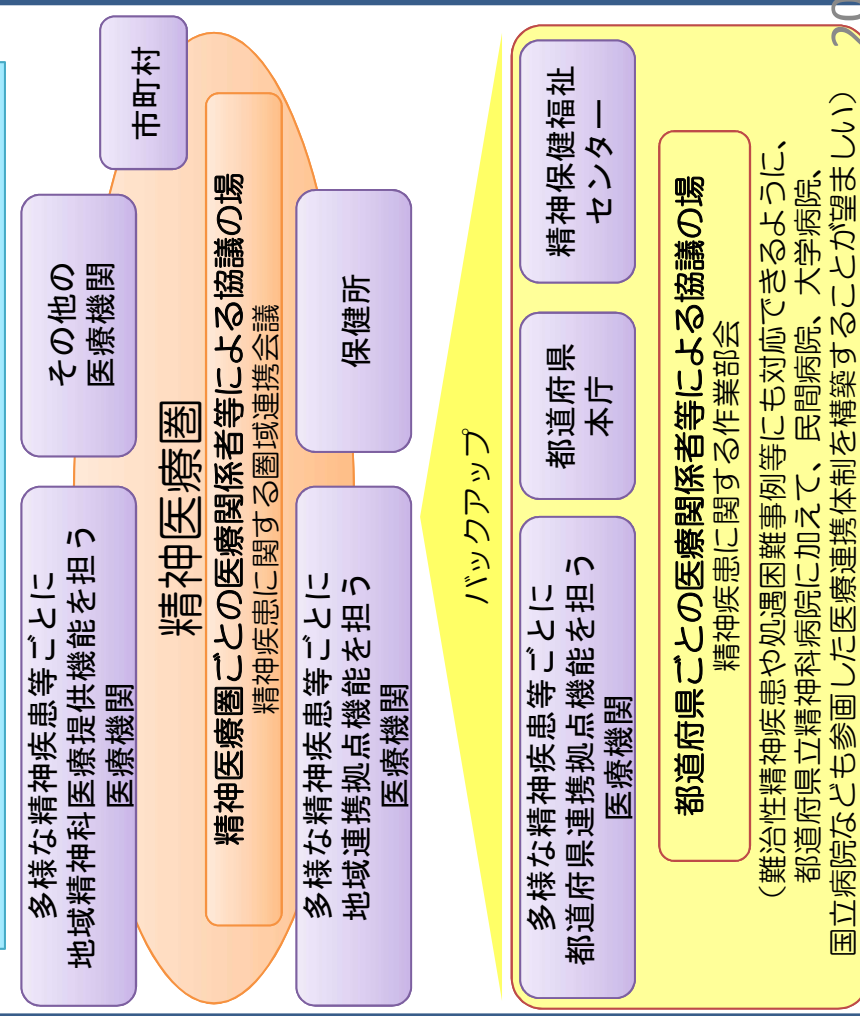 多様な精神疾患等ごとに
地域精神科医療提供機能を担う
医療機関
その他の
医療機関
市町村
精神医療圏
精神医療圏ごとの医療関係者等による協議の場
精神疾患に関する圏域連携会議
多様な精神疾患等ごとに
地域連携拠点機能を担う
医療機関
保健所
バックアップ
多様な精神疾患等ごとに
都道府県連携拠点機能を担う
医療機関
都道府県
本庁
精神保健福祉
センター
都道府県ごとの医療関係者等による協議の場
精神疾患に関する作業部会
（難治性精神疾患や処遇困難事例等にも対応できるように、
都道府県立精神科病院に加えて、民間病院、大学病院、
国立病院なども参画した医療連携体制を構築することが望ましい）
20